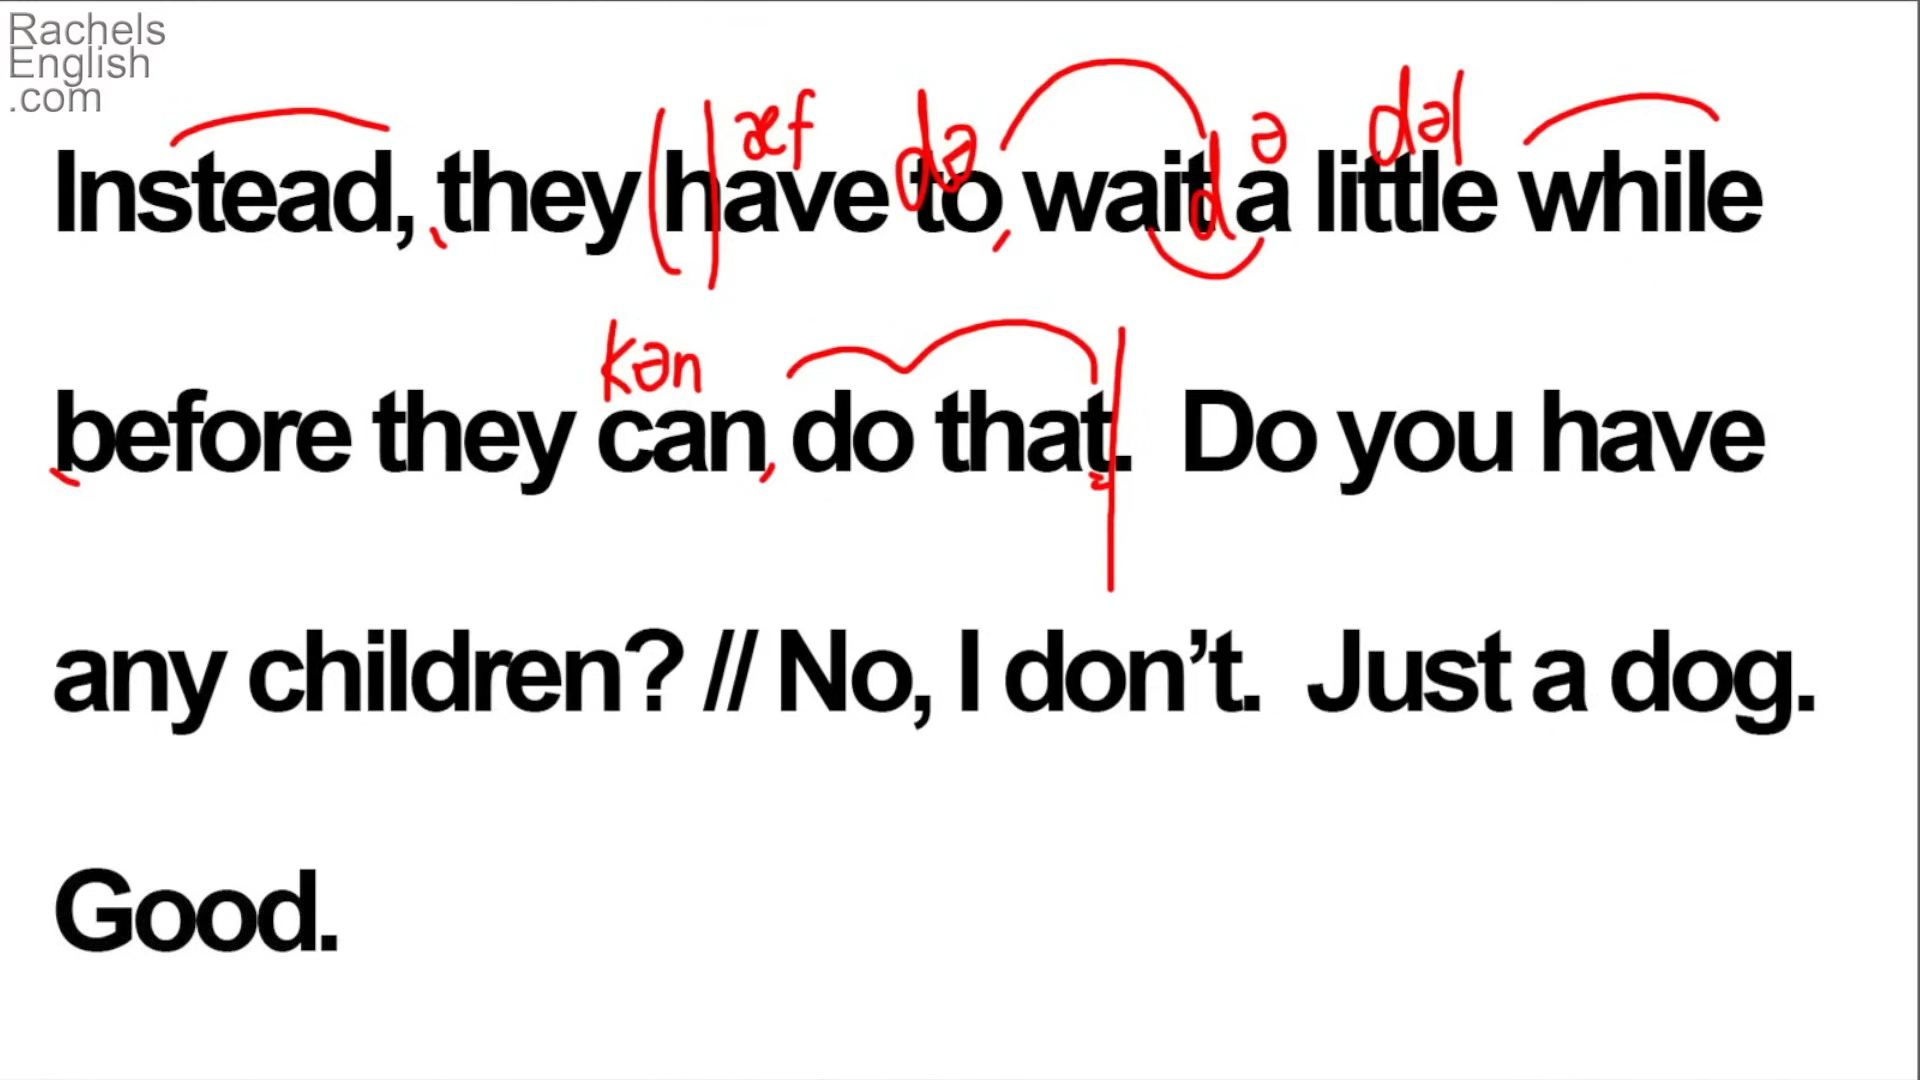 Rachels
English
.com
æf də d ə dəl
Instead, they (h)have to wait a little while
kən
before they can do that. Do you have
any children? // No, I don’t. Just a dog.
Good.